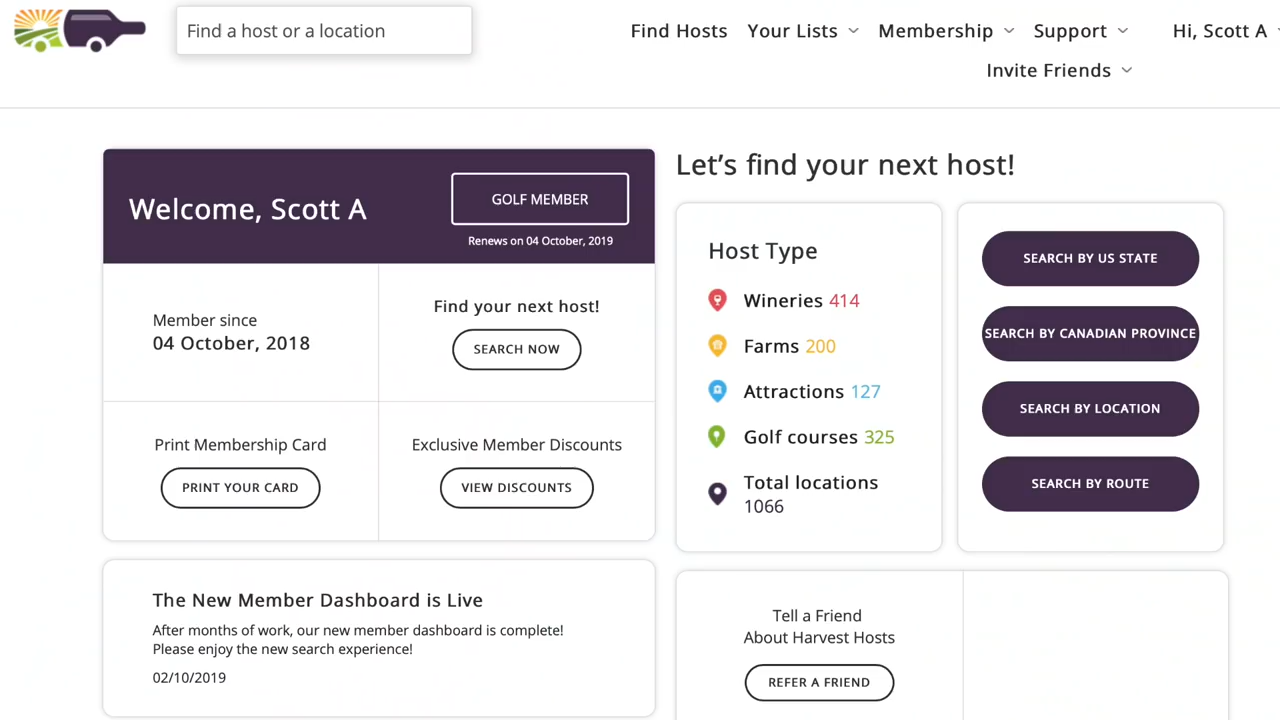 Find a host or a location
Find Hosts
Your Lists
Membership
Support
Hi, Scott A
Invite Friends
Welcome, Scott A
GOLF MEMBER
Renews on 04 October, 2019
Member since
04 October, 2018
Find your next host!
SEARCH NOW
Print Membership Card
PRINT YOUR CARD
Exclusive Member Discounts
VIEW DISCOUNTS
The New Member Dashboard is Live
After months of work, our new member dashboard is complete!
Please enjoy the new search experience!
02/10/2019
Let’s find your next host!
Host Type
Wineries 414
Farms 200
Attractions 127
Golf courses 325
Total locations
1066
SEARCH BY US STATE
SEARCH BY CANADIAN PROVINCE
SEARCH BY LOCATION
SEARCH BY ROUTE
Tell a Friend
About Harvest Hosts
REFER A FRIEND